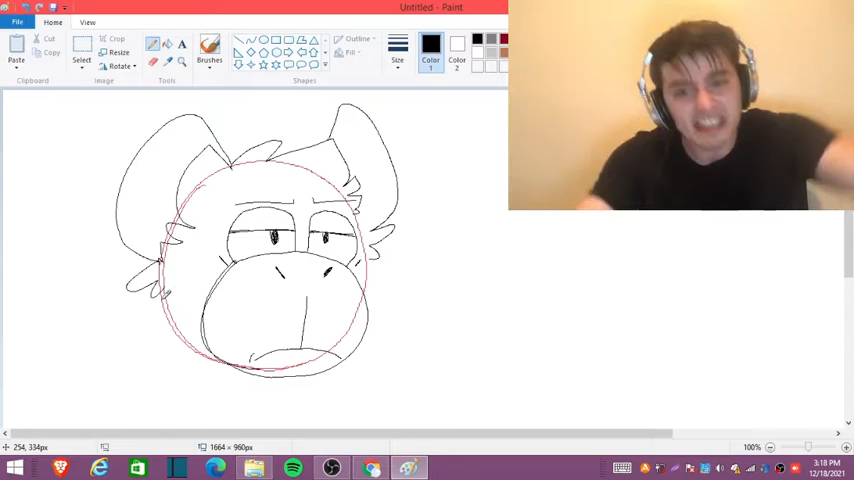 Untitled - Paint
File
Home
View
Paste
Cut
Copy
Clipboard
Select
Crop
Resize
Rotate
Image
A
Tools
Brushes
Outline
Fill
Shapes
Size
Color
1
Color
2
254, 334px
1664 × 960px
100%
3:18 PM
12/18/2021